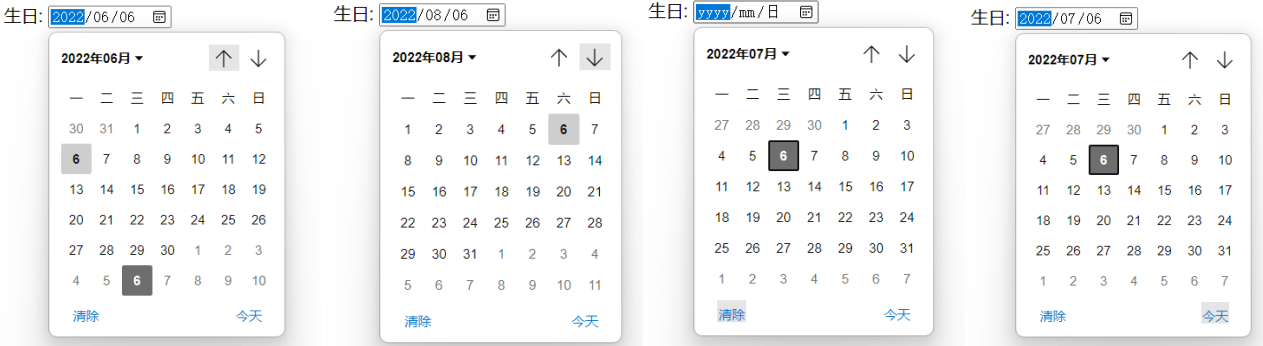 生日: 2022/06/06
2022年06月
一 二 三 四 五 六 日
30 31 1 2 3 4 5
6 7 8 9 10 11 12
13 14 15 16 17 18 19
20 21 22 23 24 25 26
27 28 29 30 1 2 3
4 5 6 7 8 9 10
清除 今天
生日: 2022/08/06
2022年08月
一 二 三 四 五 六 日
1 2 3 4 5 6 7
8 9 10 11 12 13 14
15 16 17 18 19 20 21
22 23 24 25 26 27 28
29 30 31 1 2 3 4
5 6 7 8 9 10 11
清除 今天
生日: yyyy/mm/日
2022年07月
一 二 三 四 五 六 日
27 28 29 30 1 2 3
4 5 6 7 8 9 10
11 12 13 14 15 16 17
18 19 20 21 22 23 24
25 26 27 28 29 30 31
1 2 3 4 5 6 7
清除 今天
生日: 2022/07/06
2022年07月
一 二 三 四 五 六 日
27 28 29 30 1 2 3
4 5 6 7 8 9 10
11 12 13 14 15 16 17
18 19 20 21 22 23 24
25 26 27 28 29 30 31
1 2 3 4 5 6 7
清除 今天